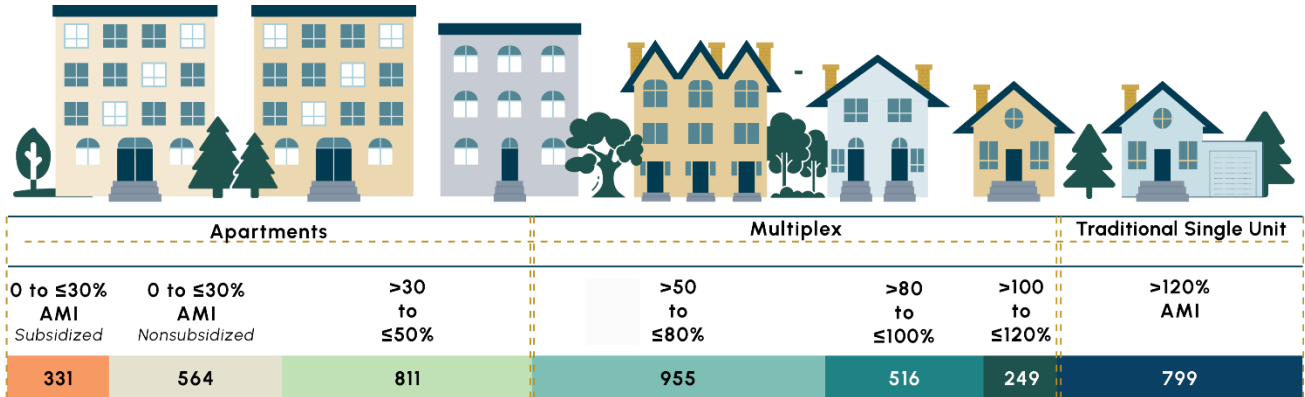 Apartments
Multiplex
Traditional Single Unit
0 to ≤30%
AMI
Subsidized
0 to ≤30%
AMI
Nonsubsidized
>30
to
≤50%
>50
to
≤80%
>80
to
≤100%
>100
to
≤120%
>120%
AMI
331
564
811
955
516
249
799